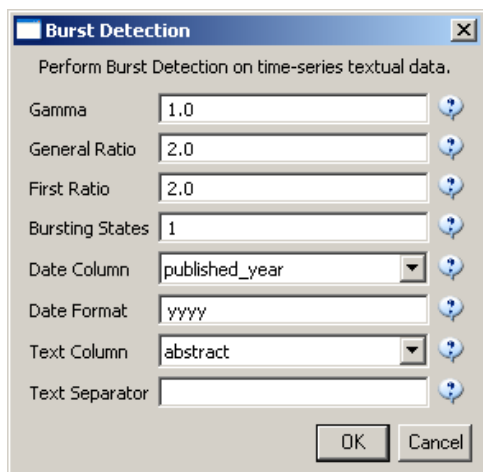 Burst Detection
Perform Burst Detection on time-series textual data.
Gamma 1.0
General Ratio 2.0
First Ratio 2.0
Bursting States 1
Date Column published_year
Date Format yyyy
Text Column abstract
Text Separator
OK Cancel